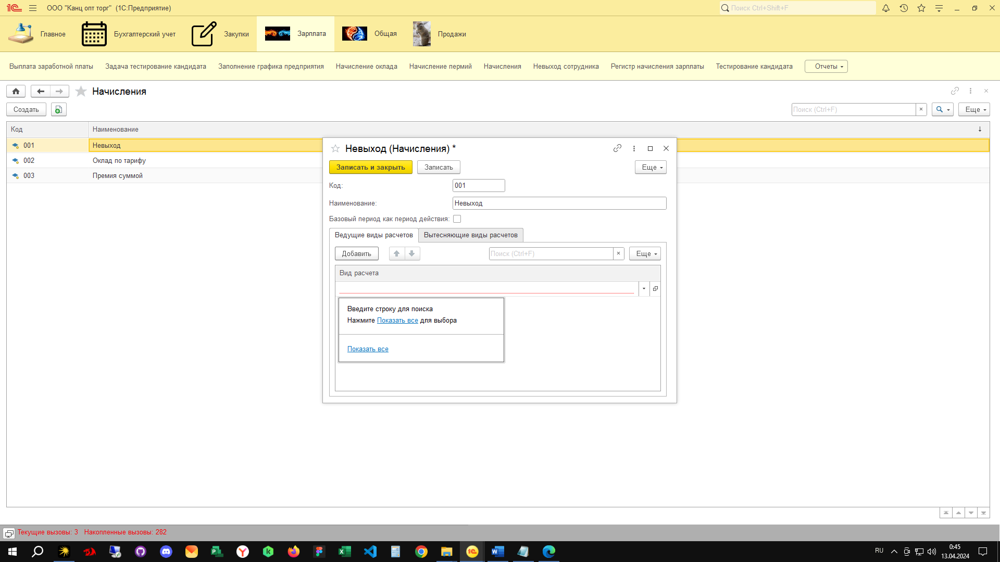 ООО "Канц опт торг" (1С:Предприятие)
Поиск Ctrl+Shift+F
Главное
Бухгалтерский учет
Закупки
Зарплата
Общая
Продажи
Выплата заработной платы
Задача тестирование кандидата
Заполнение графика предприятия
Начисление оклада
Начисление пермий
Начисления
Невыход сотрудника
Регистр начисления зарплаты
Тестирование кандидата
Отчеты
Начисления
Создать
Поиск (Ctrl+F)
Еще
Код
Наименование
001
Невыход
002
Оклад по тарифу
003
Премия суммой
Невыход (Начисления) *
Записать и закрыть
Записать
Еще
Код:
001
Наименование:
Невыход
Базовый период как период действия:
Ведущие виды расчетов
Вытесняющие виды расчетов
Добавить
Поиск (Ctrl+F)
Еще
Вид расчета
Введите строку для поиска
Нажмите Показать все для выбора
Показать все
Текущие вызовы: 3 Накопленные вызовы: 282
RU
0:45
13.04.2024